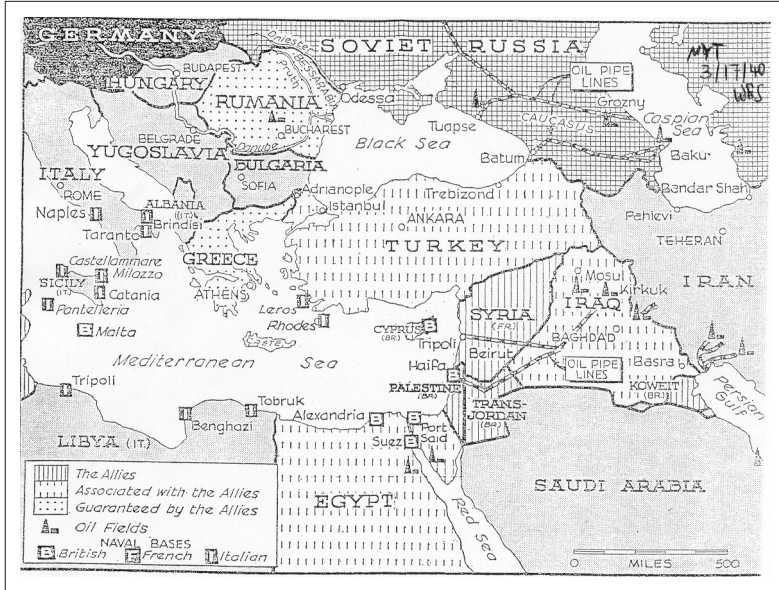 GERMANY
SOVIET RUSSIA
NYT
3/17/40
WRS
HUNGARY
BUDAPEST
Dniester
BESSARABIA
Pruth
RUMANIA
Odessa
OIL PIPE
LINES
Grozny
CAUCASUS
Caspian
Sea
BELGRADE
BUCHAREST
Danube
Black Sea
Tuapse
Batum
Baku
YUGOSLAVIA
BULGARIA
SOFIA
ITALY
ROME
Naples
ALBANIA
(IT.)
Brindisi
Taranto
Adrianople
Istanbul
Trebizond
ANKARA
TURKEY
Bandar Shah
Pahlevi
TEHERAN
IRAN
Castellammare
Milazzo
SICILY
(IT.)
Catania
Pantelleria
GREECE
ATHENS
Leros
Rhodes
B Malta
CRETE
Mediterranean Sea
CYPRUS
(BR.)
B
SYRIA
(FR.)
Tripoli
Beirut
Mosul
Kirkuk
IRAQ
BAGHDAD
OIL PIPE
LINES
Basra
KOWEIT
(BR.)
Persian
Gulf
Haifa
B
PALESTINE
(BR.)
TRANS-
JORDAN
(BR.)
Tripoli
Benghazi
Tobruk
LIBYA (IT.)
Alexandria
B
B
Port
Said
Suez
B
EGYPT
Red Sea
SAUDI ARABIA
The Allies
Associated with the Allies
Guaranteed by the Allies
Oil Fields
NAVAL BASES
B British F French I Italian
0 MILES 500